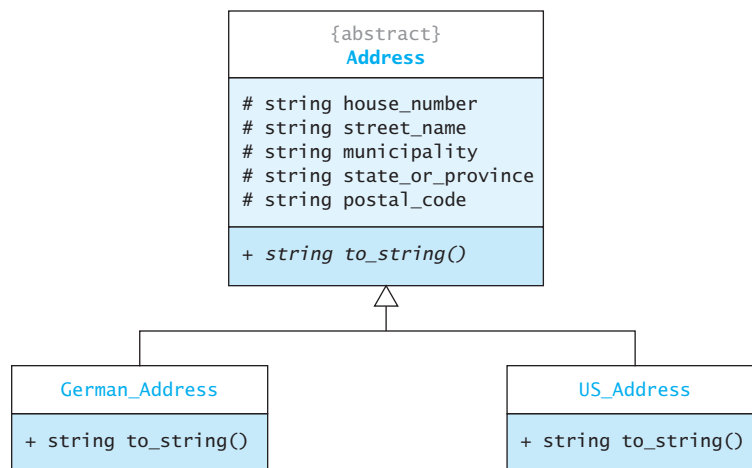 {abstract}
Address
# string house_number
# string street_name
# string municipality
# string state_or_province
# string postal_code
+ string to_string()
German_Address
+ string to_string()
US_Address
+ string to_string()